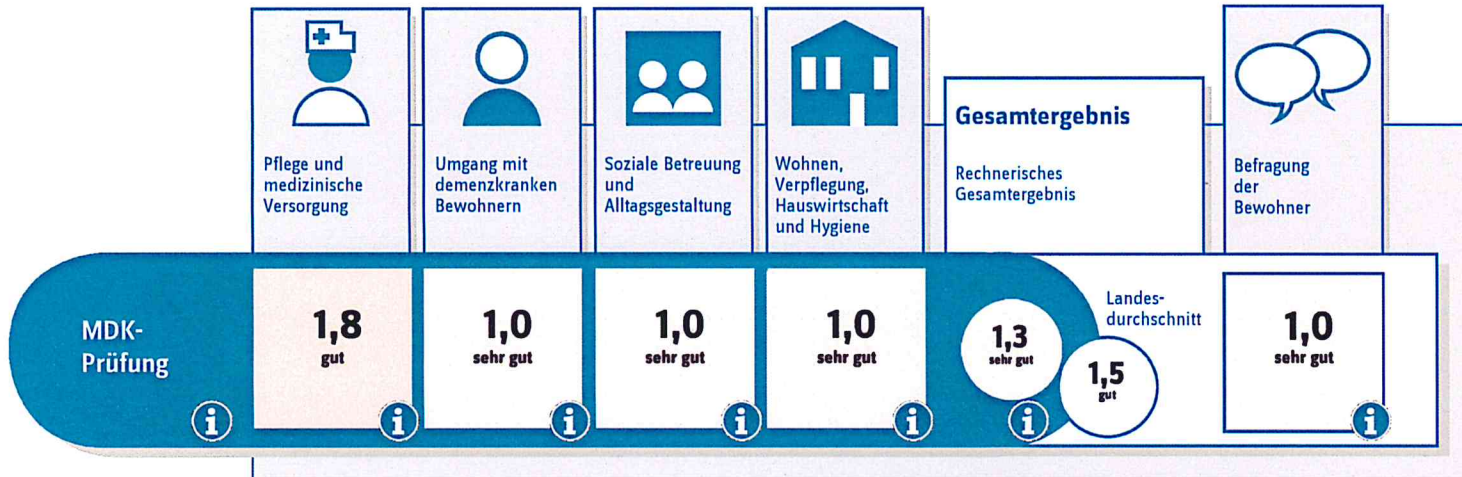 Pflege und
medizinische
Versorgung
Umgang mit
demenzkranken
Bewohnern
Soziale Betreuung
und
Alltagsgestaltung
Wohnen,
Verpflegung,
Hauswirtschaft
und Hygiene
Gesamtergebnis
Rechnerisches
Gesamtergebnis
Befragung
der
Bewohner
MDK-
Prüfung
1,8
gut
1,0
sehr gut
1,0
sehr gut
1,0
sehr gut
1,3
sehr gut
Landes-
durchschnitt
1,5
gut
1,0
sehr gut